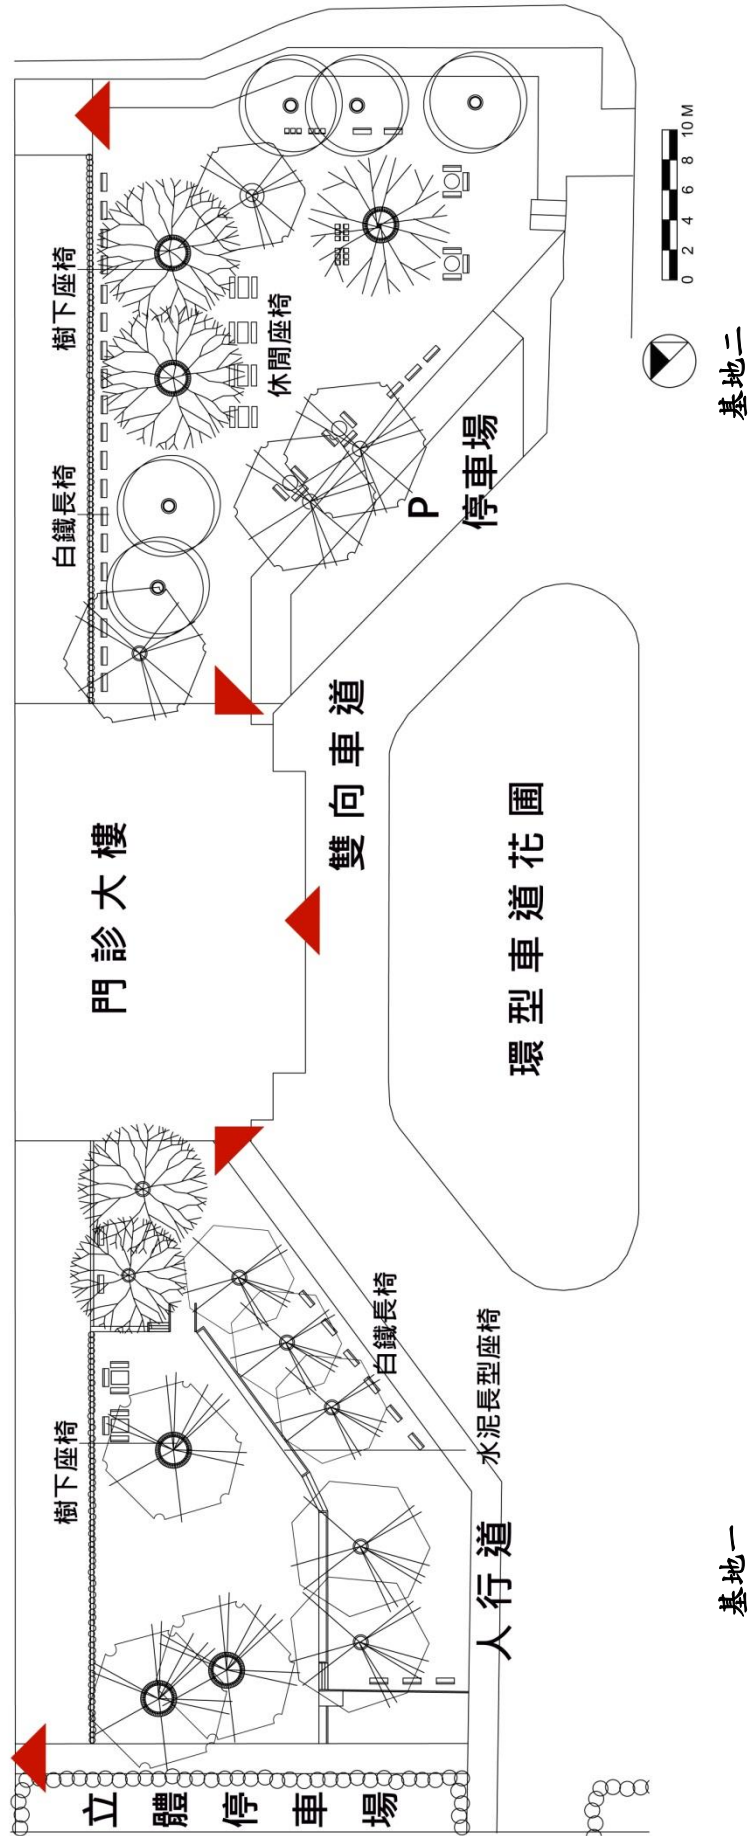 立體停車場
樹下座椅
白鐵長椅
水泥長型座椅
人行道
基地一
門診大樓
雙向車道
環型車道花圃
白鐵長椅
樹下座椅
休閒座椅
P
停車場
0 2 4 6 8 10 M
基地二